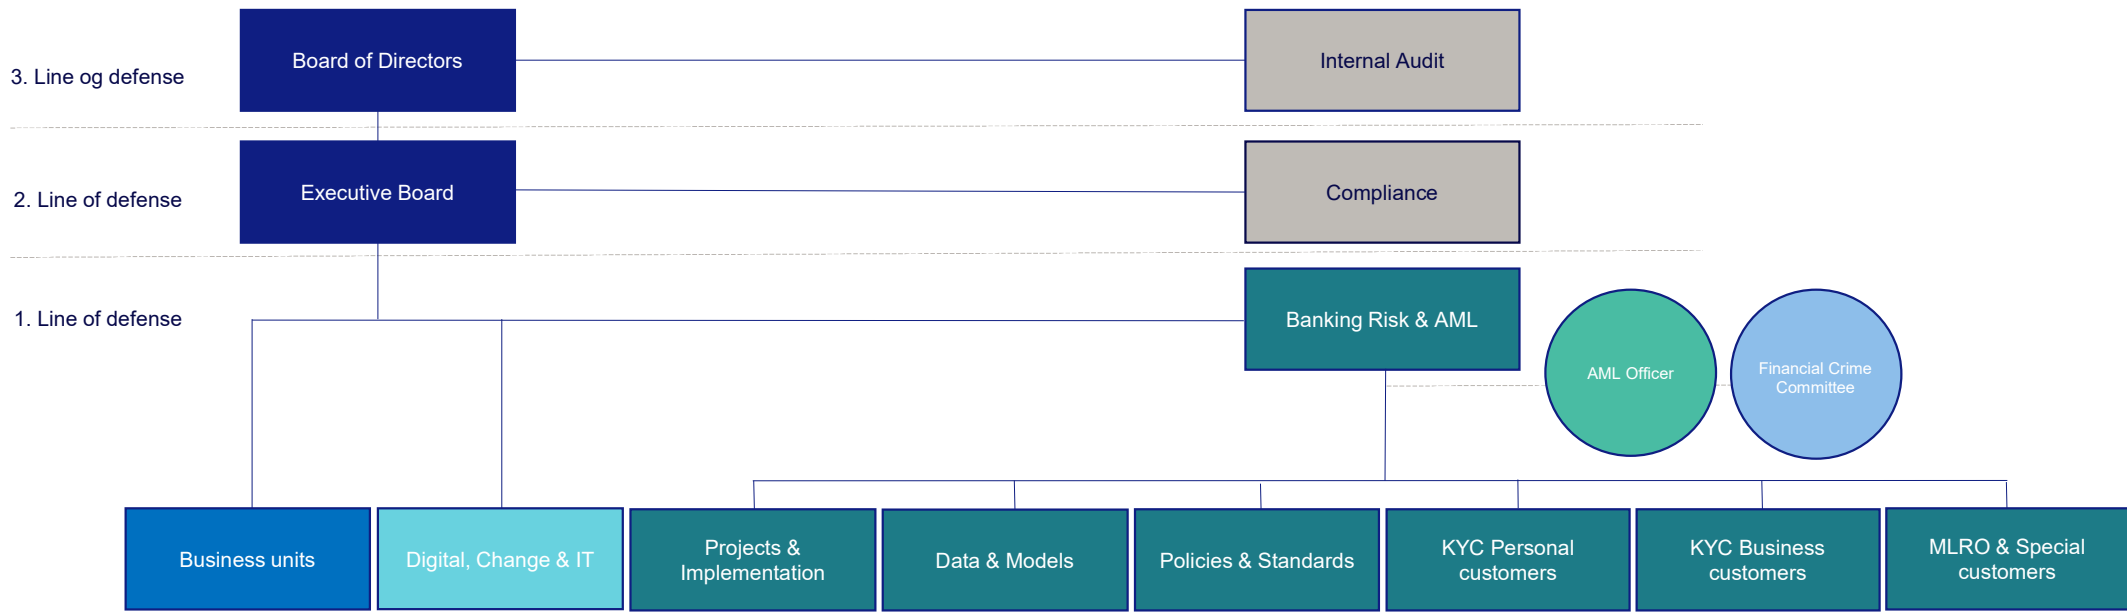 Board of Directors
Internal Audit
3. Line og defense
Executive Board
Compliance
2. Line of defense
1. Line of defense
Banking Risk & AML
AML Officer
Financial Crime
Committee
Business units
Digital, Change & IT
Projects &
Implementation
Data & Models
Policies & Standards
KYC Personal
customers
KYC Business
customers
MLRO & Special
customers